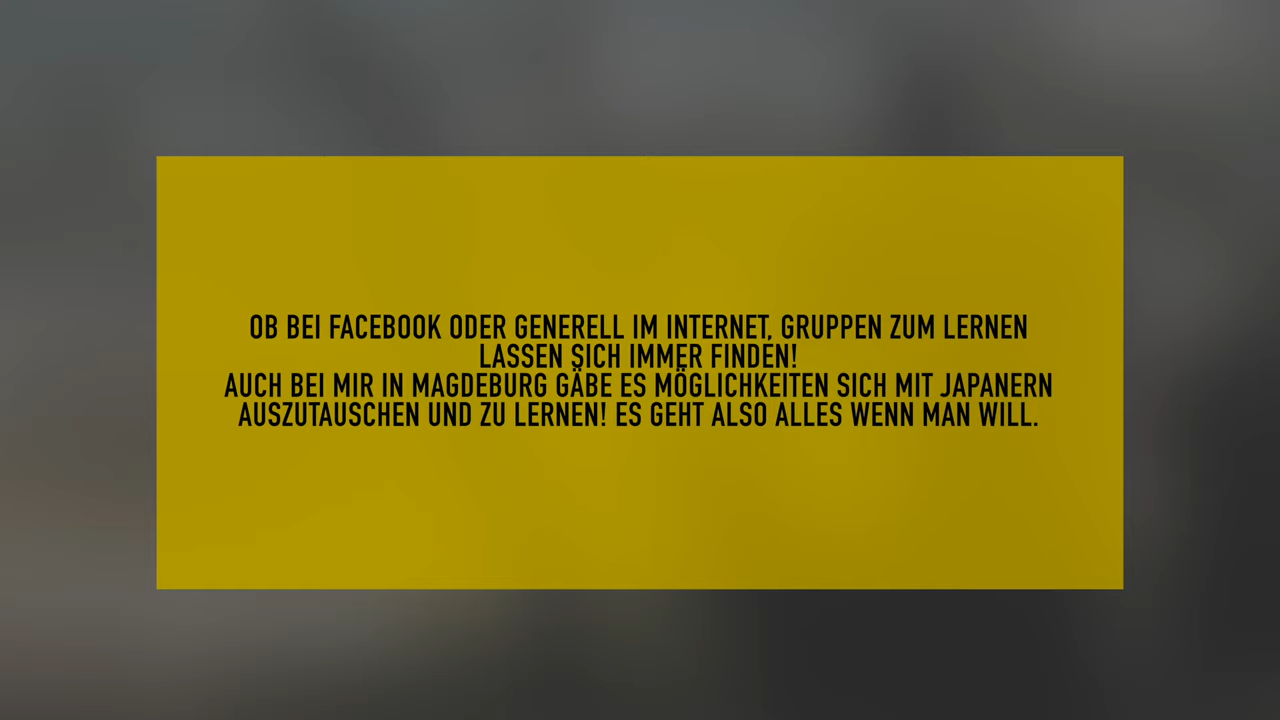 OB BEI FACEBOOK ODER GENERELL IM INTERNET, GRUPPEN ZUM LERNEN
LASSEN SICH IMMER FINDEN!
AUCH BEI MIR IN MAGDEBURG GÄBE ES MÖGLICHKEITEN SICH MIT JAPANERN
AUSZUTAUSCHEN UND ZU LERNEN! ES GEHT ALSO ALLES WENN MAN WILL.